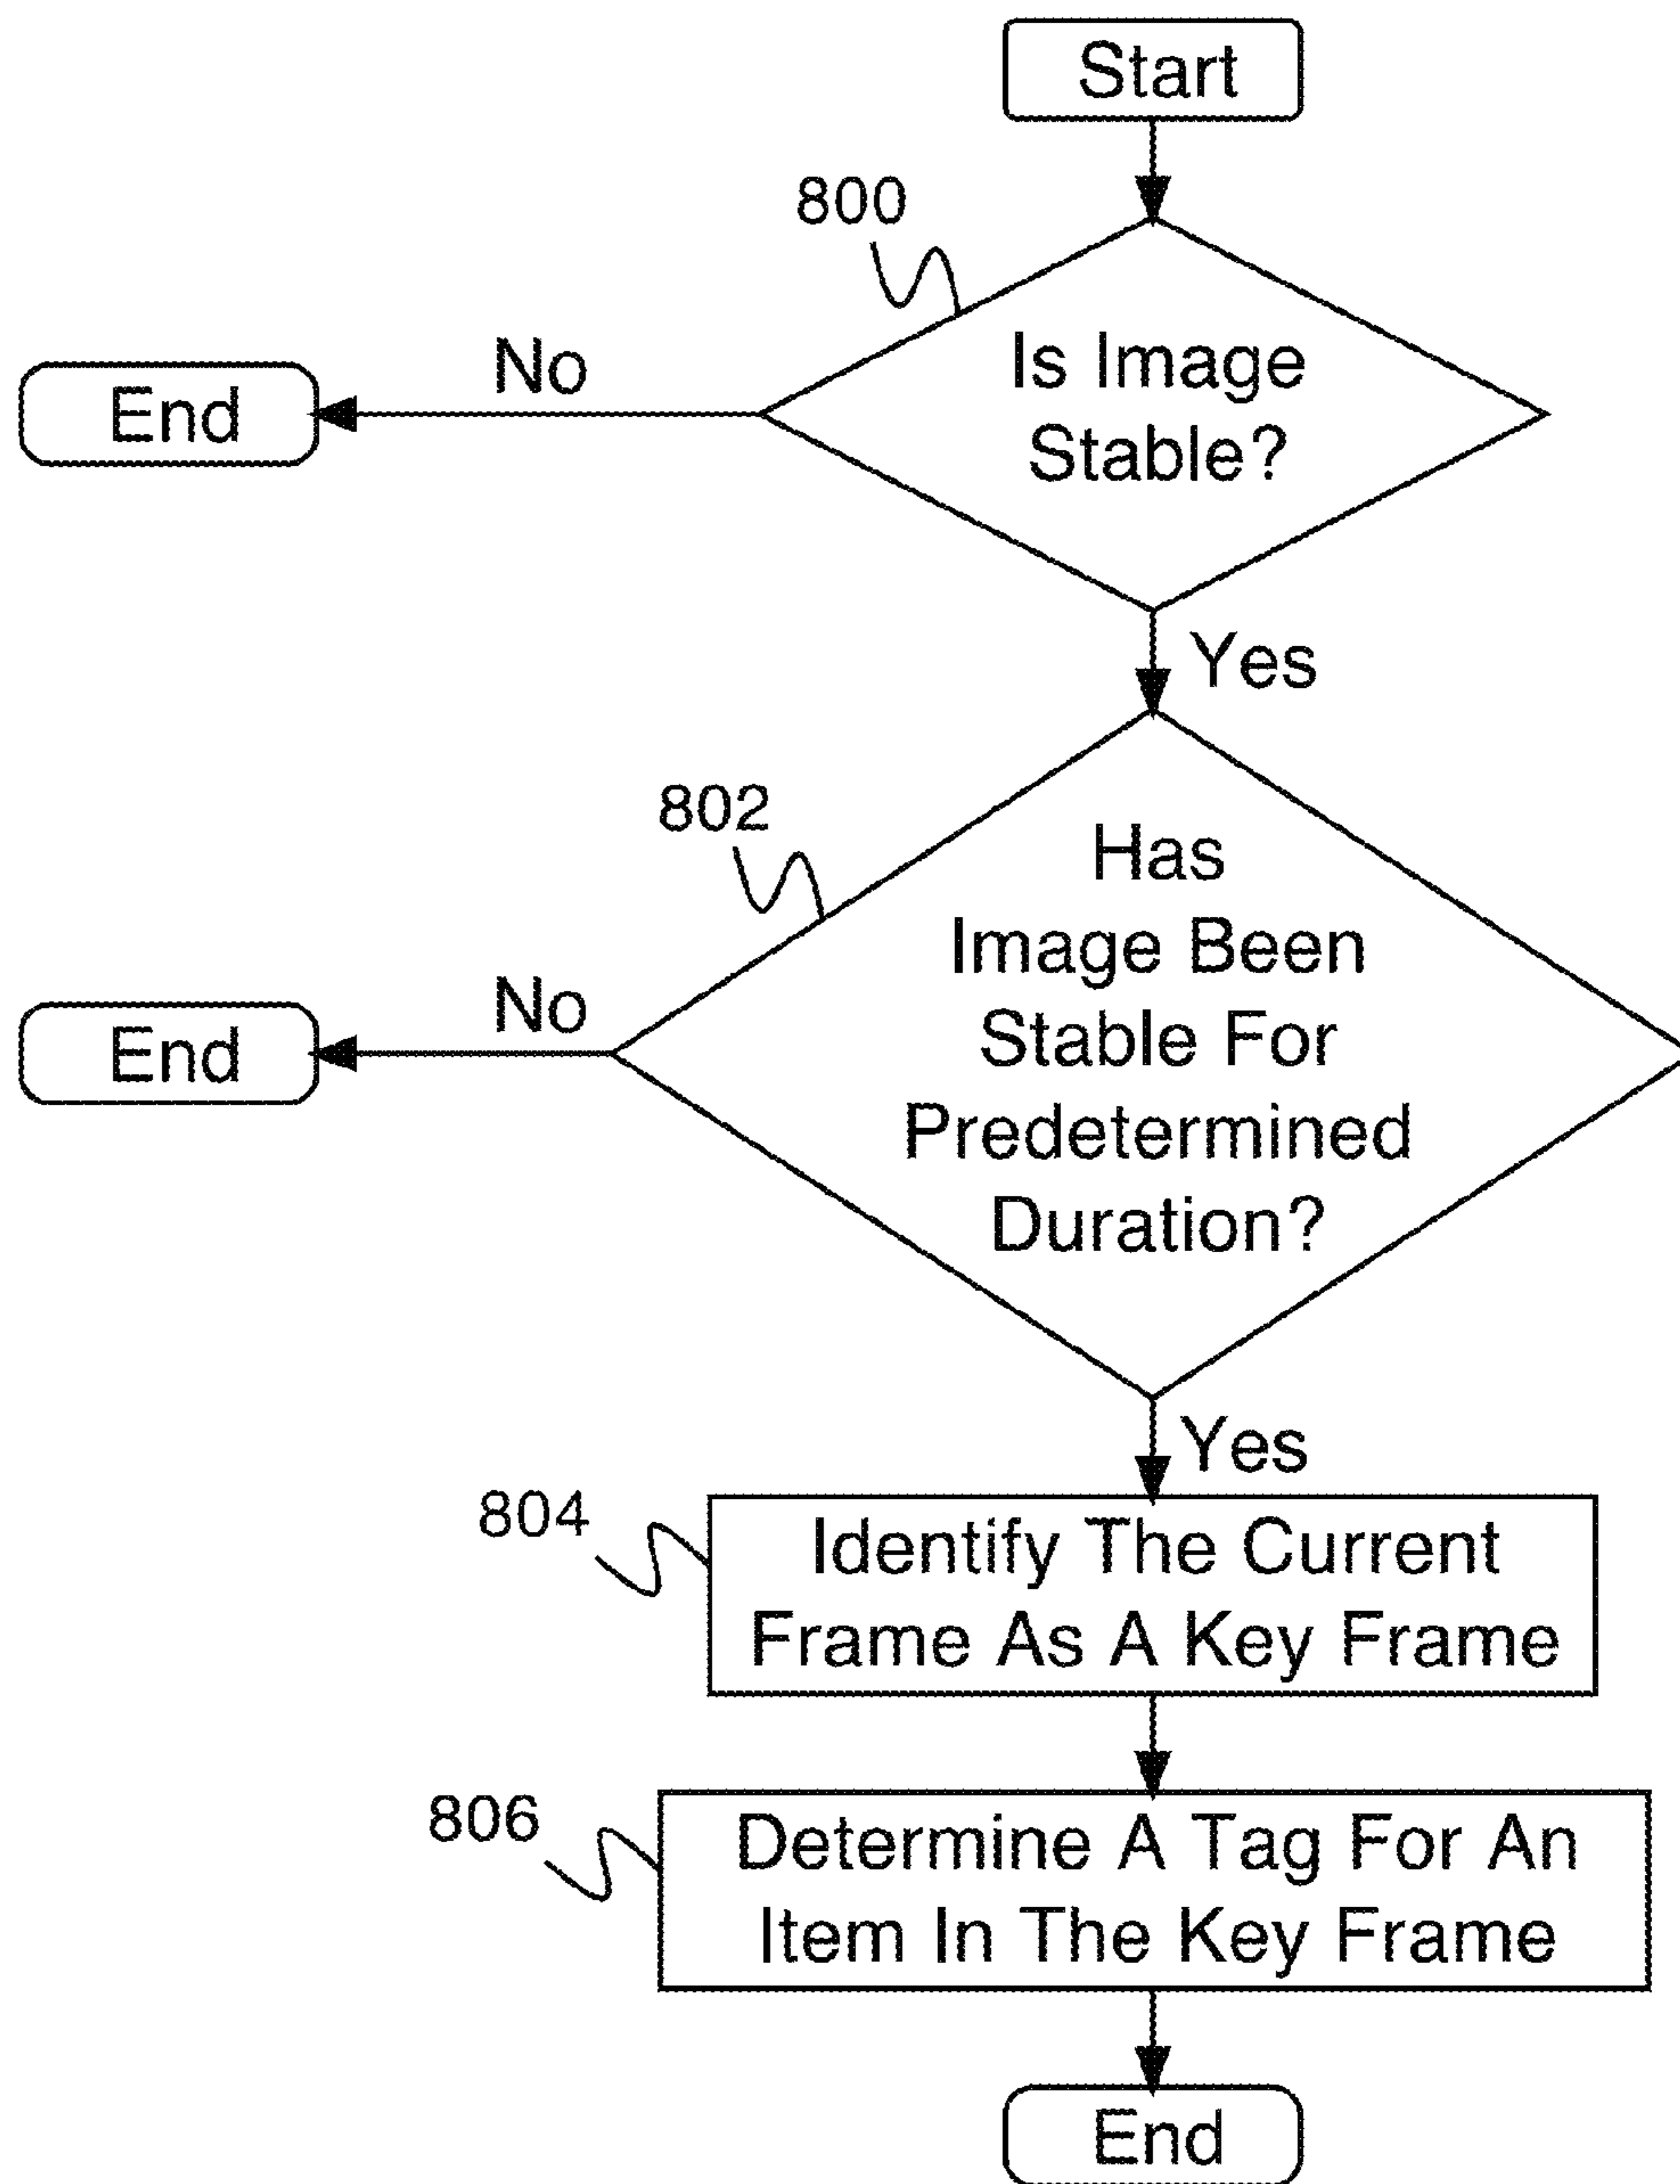 Start
800
Is Image
Stable?
No
End
Yes
802
Has
Image Been
Stable For
Predetermined
Duration?
No
End
Yes
804
Identify The Current
Frame As A Key Frame
806
Determine A Tag For An
Item In The Key Frame
End